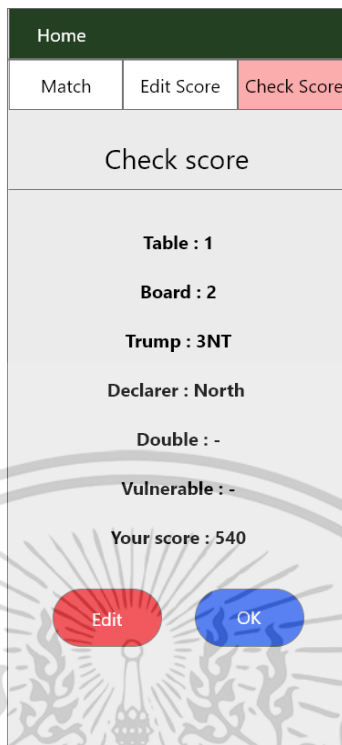 Home
Match Edit Score Check Score
Check score
Table : 1
Board : 2
Trump : 3NT
Declarer : North
Double : -
Vulnerable : -
Your score : 540
Edit OK